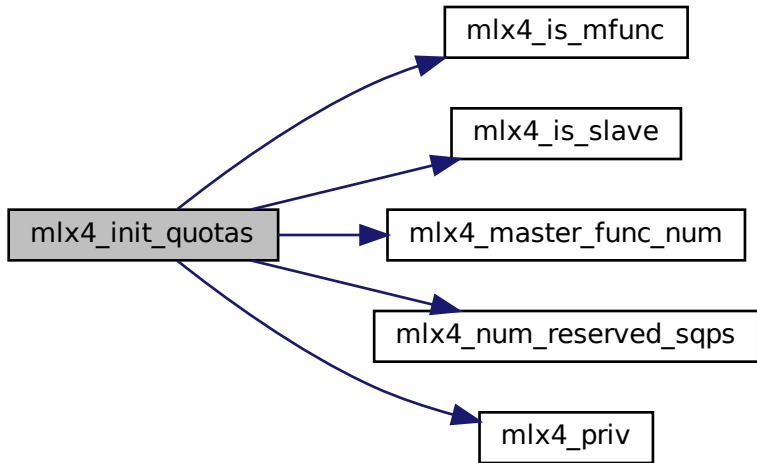 mlx4_is_mfunc
mlx4_is_slave
mlx4_init_quotas
mlx4_master_func_num
mlx4_num_reserved_sqps
mlx4_priv